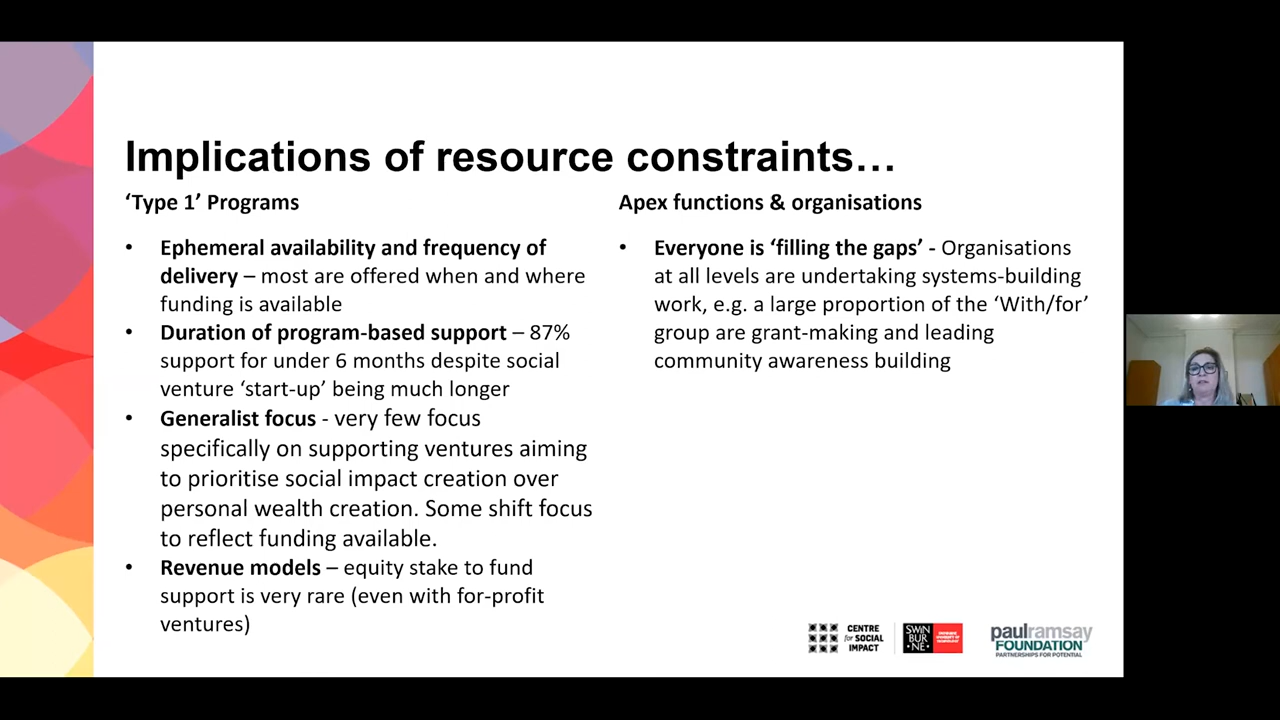 Implications of resource constraints…
‘Type 1’ Programs
• Ephemeral availability and frequency of
delivery – most are offered when and where
funding is available
• Duration of program-based support – 87%
support for under 6 months despite social
venture ‘start-up’ being much longer
• Generalist focus - very few focus
specifically on supporting ventures aiming
to prioritise social impact creation over
personal wealth creation. Some shift focus
to reflect funding available.
• Revenue models – equity stake to fund
support is very rare (even with for-profit
ventures)
Apex functions & organisations
• Everyone is ‘filling the gaps’ - Organisations
at all levels are undertaking systems-building
work, e.g. a large proportion of the ‘With/for’
group are grant-making and leading
community awareness building
CENTRE
for SOCIAL
IMPACT
SWIN
BUR
•NE•
paulramsay
FOUNDATION
PARTNERSHIPS FOR POTENTIAL